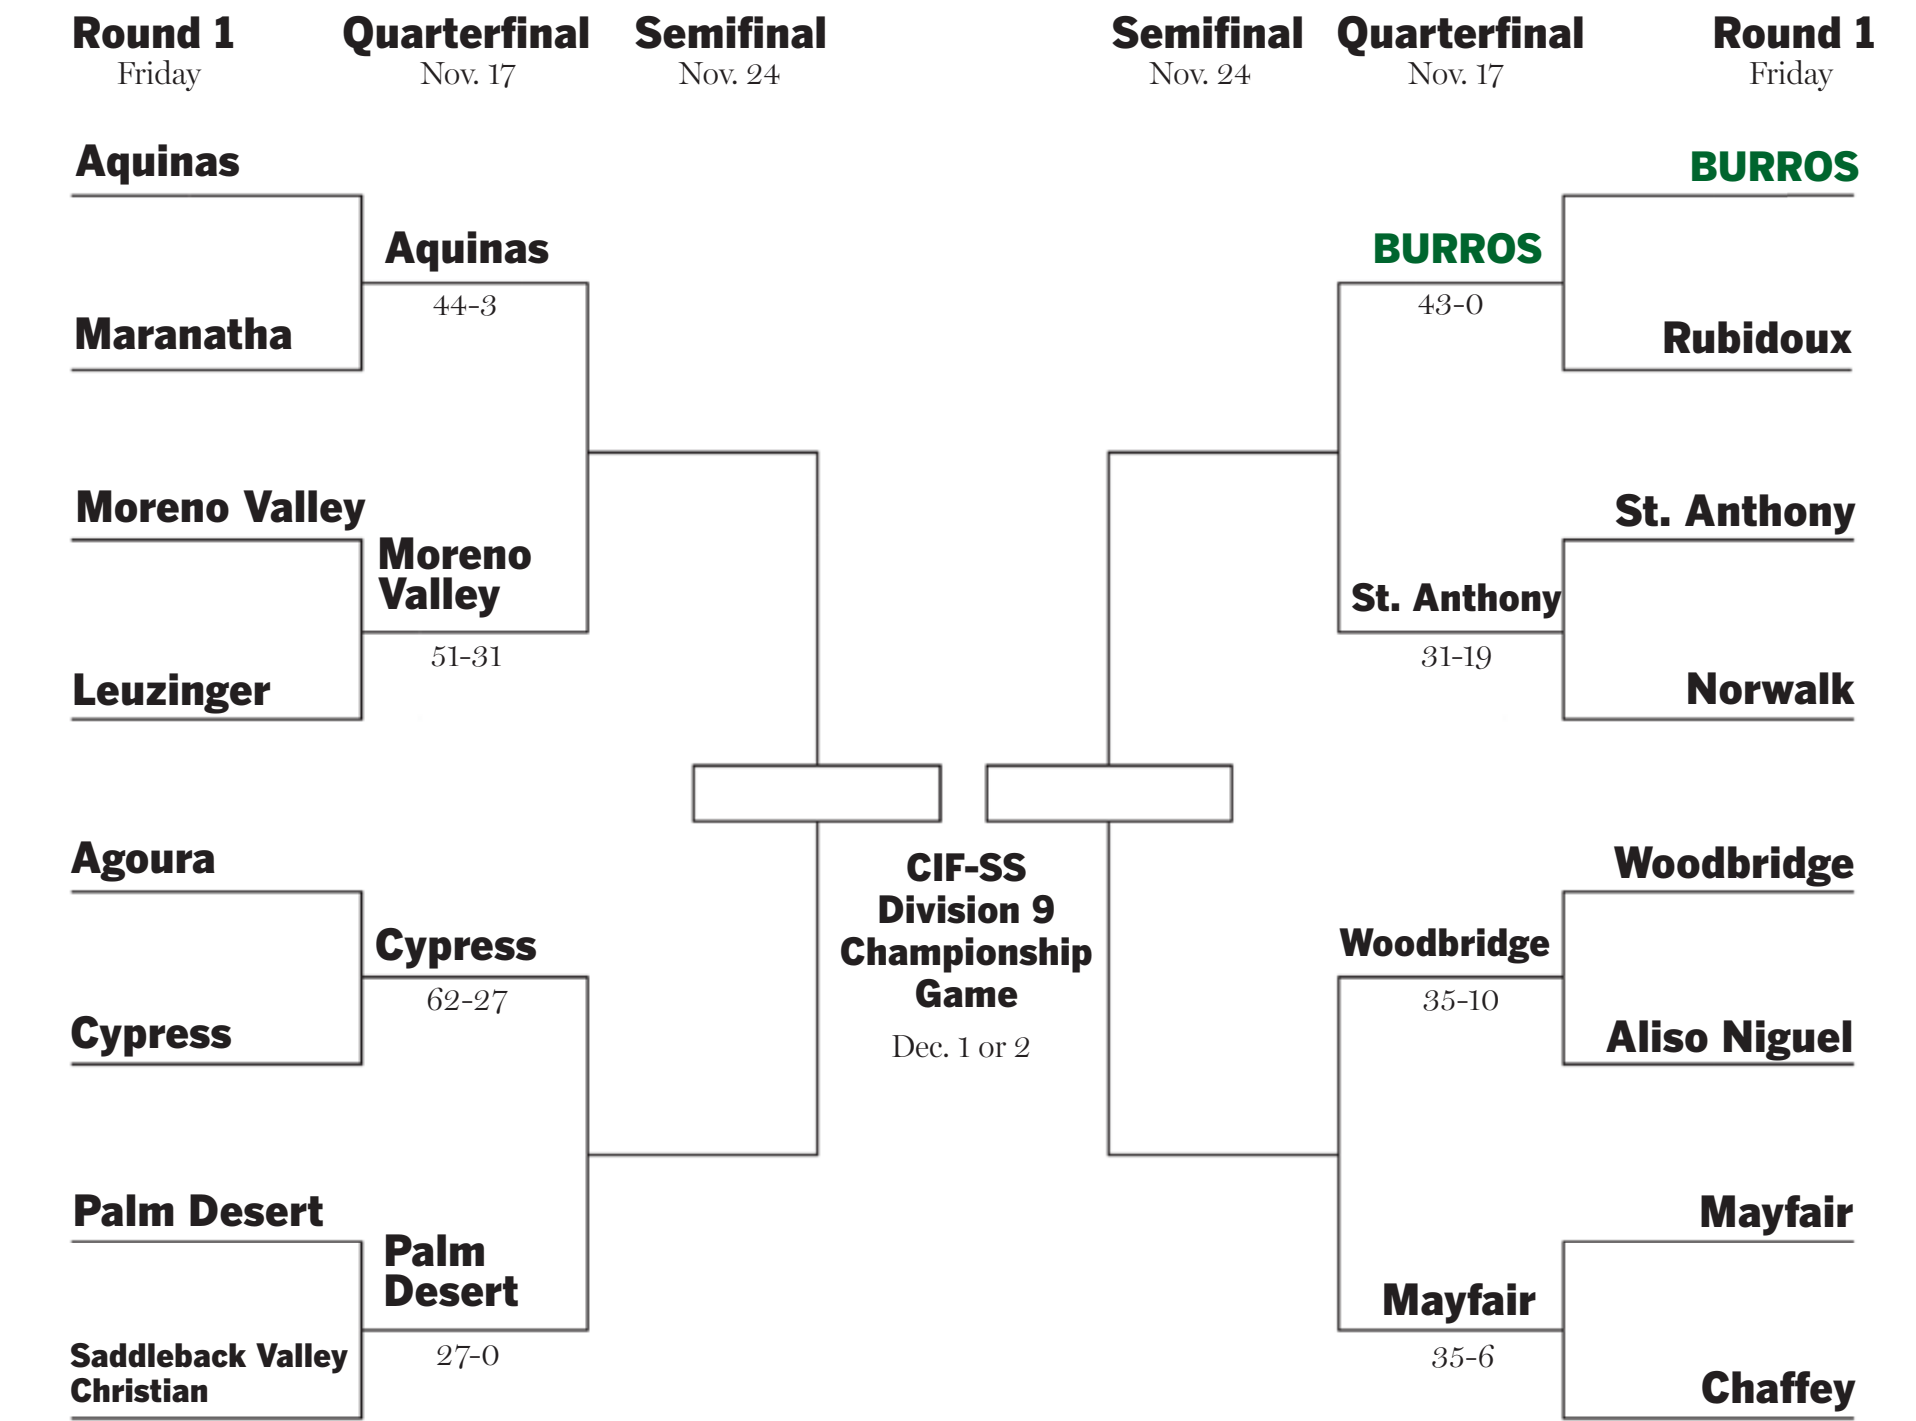 Round 1
Friday
Quarterfinal
Nov. 17
Semifinal
Nov. 24
Semifinal
Nov. 24
Quarterfinal
Nov. 17
Round 1
Friday
Aquinas
Maranatha
Moreno Valley
Leuzinger
Agoura
Cypress
Palm Desert
Saddleback Valley
Christian
Aquinas
44-3
Moreno
Valley
51-31
Cypress
62-27
Palm
Desert
27-0
CIF-SS
Division 9
Championship
Game
Dec. 1 or 2
BURROS
43-0
St. Anthony
31-19
Woodbridge
35-10
Mayfair
35-6
BURROS
Rubidoux
St. Anthony
Norwalk
Woodbridge
Aliso Niguel
Mayfair
Chaffey